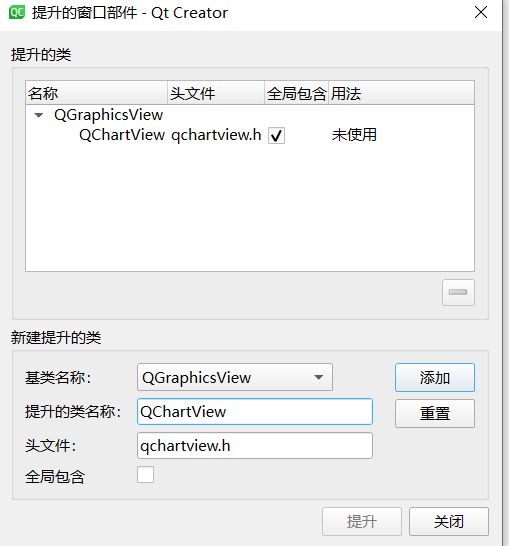 QC 提升的窗口部件 - Qt Creator
提升的类
名称 头文件 全局包含 用法
QGraphicsView
QChartView qchartview.h 未使用
新建提升的类
基类名称： QGraphicsView 添加
提升的类名称： QChartView 重置
头文件： qchartview.h
全局包含
提升 关闭